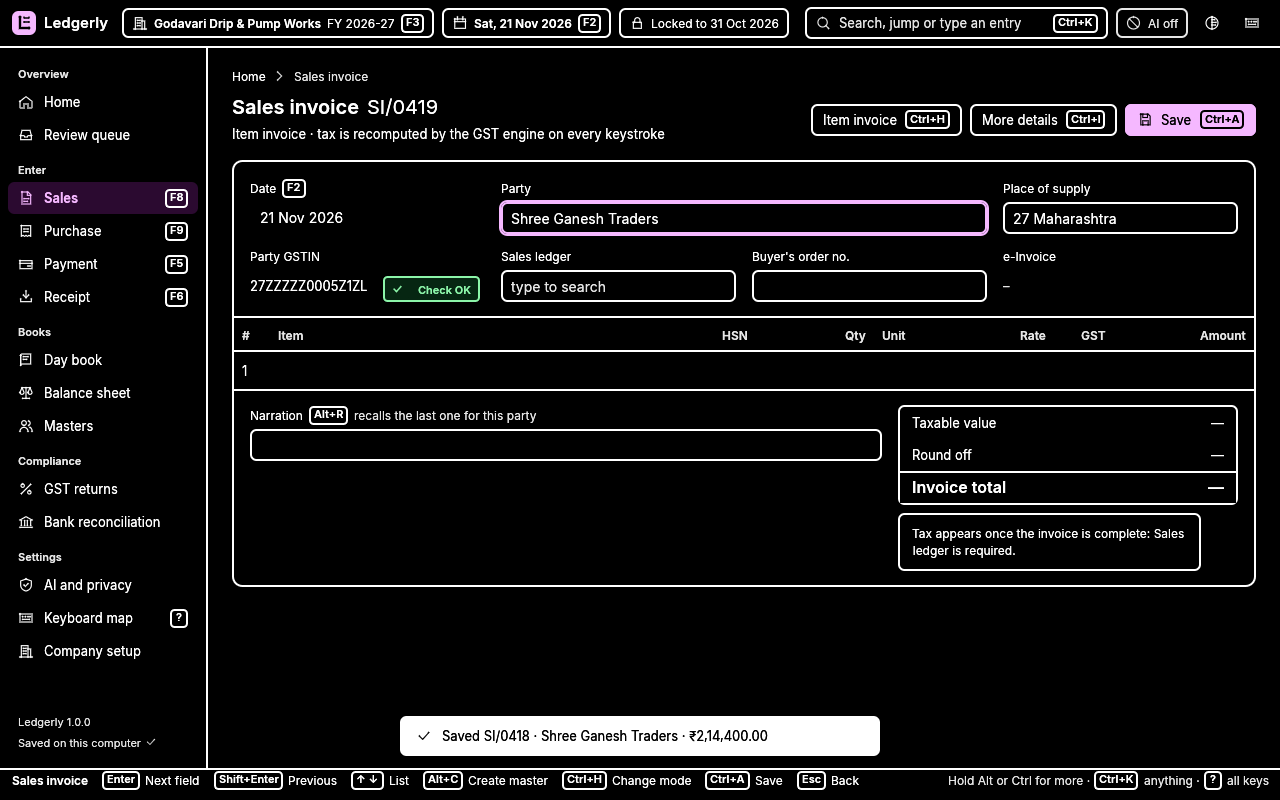 Ledgerly
Godavari Drip & Pump Works FY 2026-27 F3
Sat, 21 Nov 2026 F2
Locked to 31 Oct 2026
Search, jump or type an entry Ctrl+K
AI off
Overview
Home
Review queue
Enter
Sales F8
Purchase F9
Payment F5
Receipt F6
Books
Day book
Balance sheet
Masters
Compliance
GST returns
Bank reconciliation
Settings
AI and privacy
Keyboard map ?
Company setup
Ledgerly 1.0.0
Saved on this computer
Home Sales invoice
Sales invoice SI/0419
Item invoice · tax is recomputed by the GST engine on every keystroke
Item invoice Ctrl+H
More details Ctrl+I
Save Ctrl+A
Date F2
21 Nov 2026
Party
Shree Ganesh Traders
Place of supply
27 Maharashtra
Party GSTIN
27ZZZZZ0005Z1ZL
Check OK
Sales ledger
type to search
Buyer's order no.
e-Invoice
–
# Item HSN Qty Unit Rate GST Amount
1
Narration Alt+R recalls the last one for this party
Taxable value —
Round off —
Invoice total —
Tax appears once the invoice is complete: Sales
ledger is required.
Saved SI/0418 · Shree Ganesh Traders · ₹2,14,400.00
Sales invoice Enter Next field Shift+Enter Previous ↑ ↓ List Alt+C Create master Ctrl+H Change mode Ctrl+A Save Esc Back Hold Alt or Ctrl for more · Ctrl+K anything · ? all keys